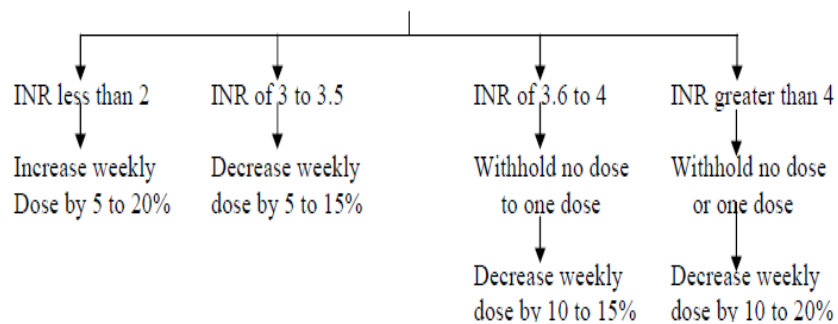 INR less than 2
Increase weekly
Dose by 5 to 20%
INR of 3 to 3.5
Decrease weekly
dose by 5 to 15%
INR of 3.6 to 4
Withhold no dose
to one dose
Decrease weekly
dose by 10 to 15%
INR greater than 4
Withhold no dose
or one dose
Decrease weekly
dose by 10 to 20%